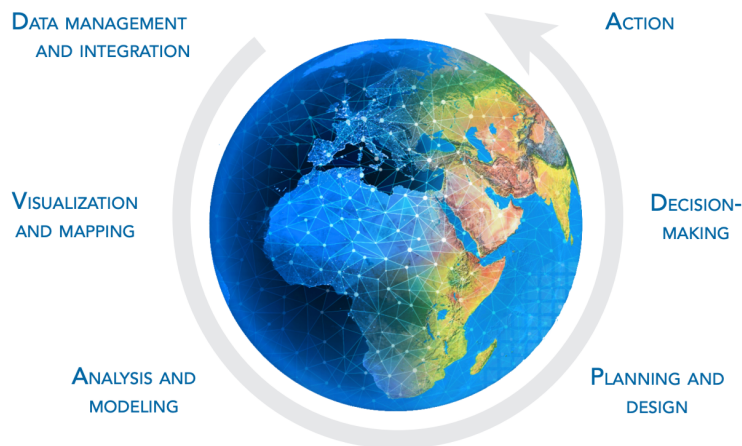 Data management
and integration
Visualization
and mapping
Analysis and
modeling
Planning and
design
Decision-
making
Action